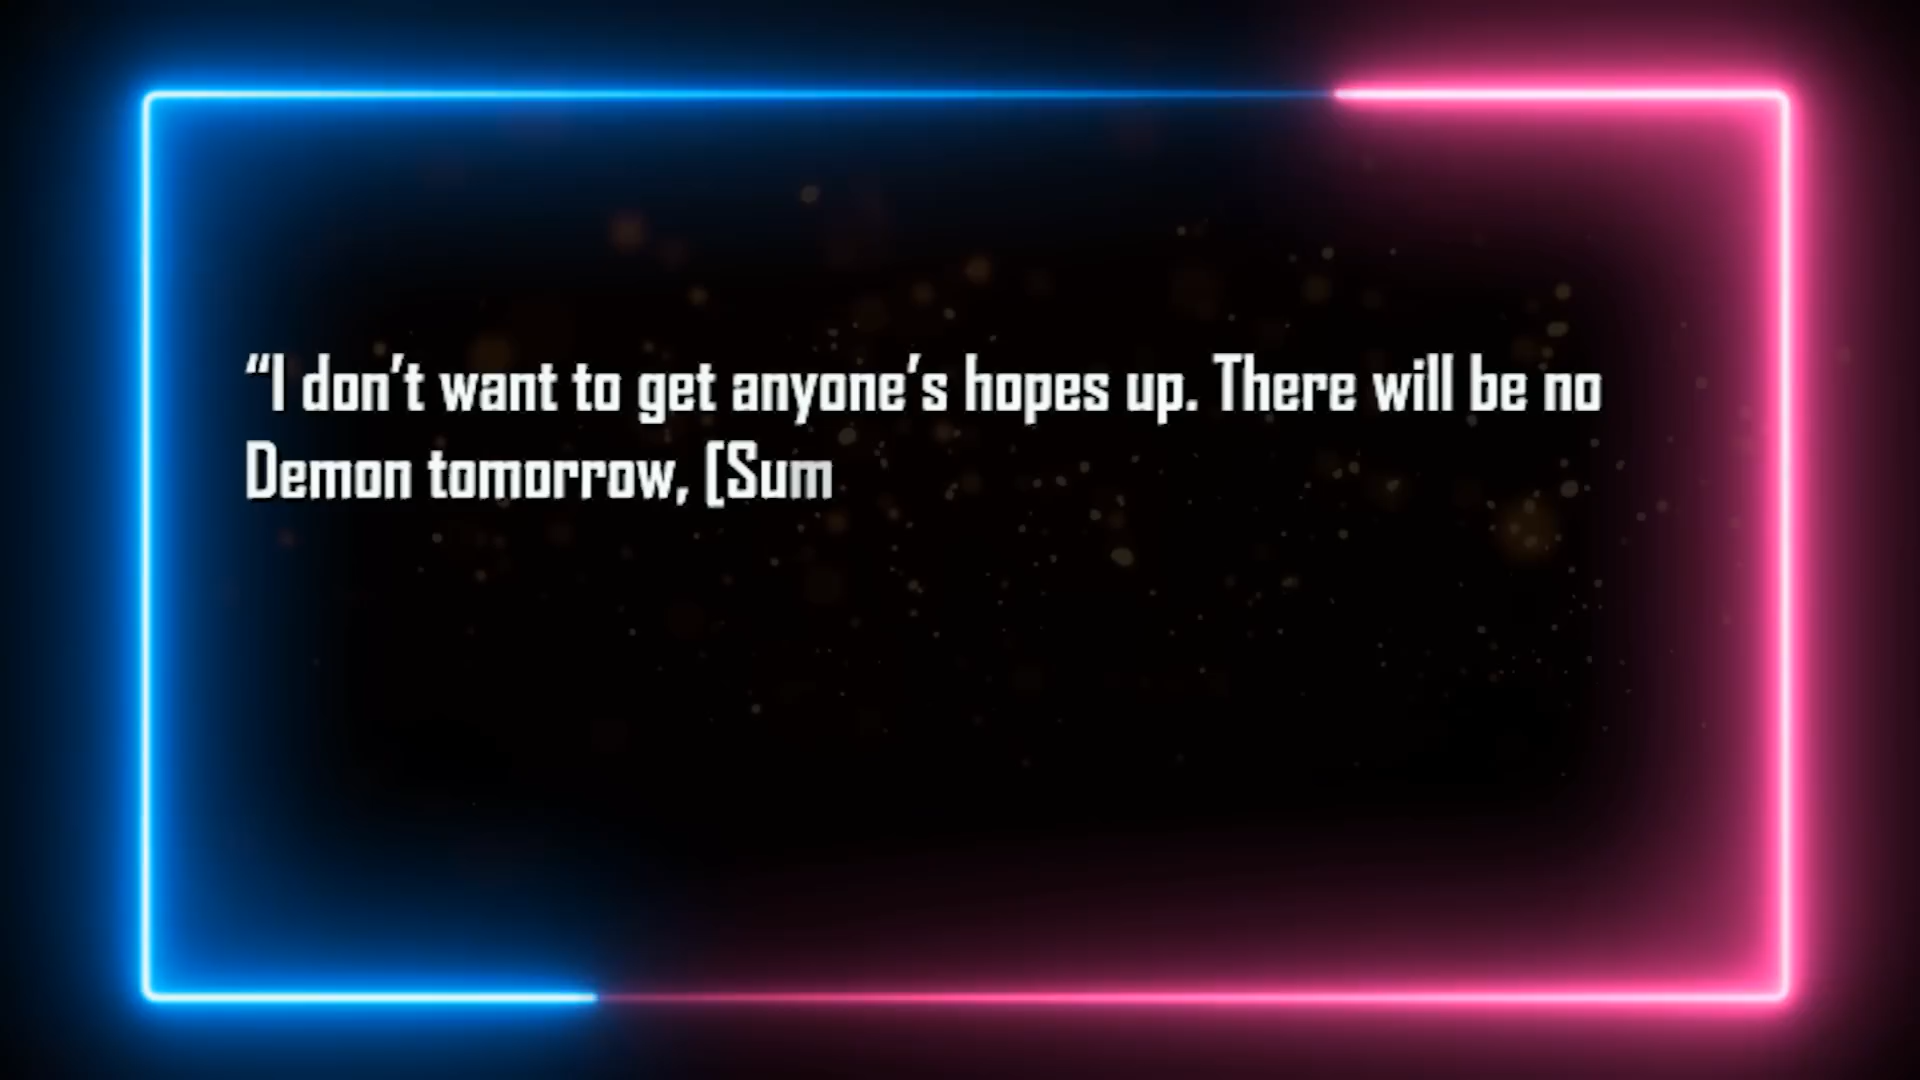 “I don’t want to get anyone’s hopes up. There will be no
Demon tomorrow, [Sum